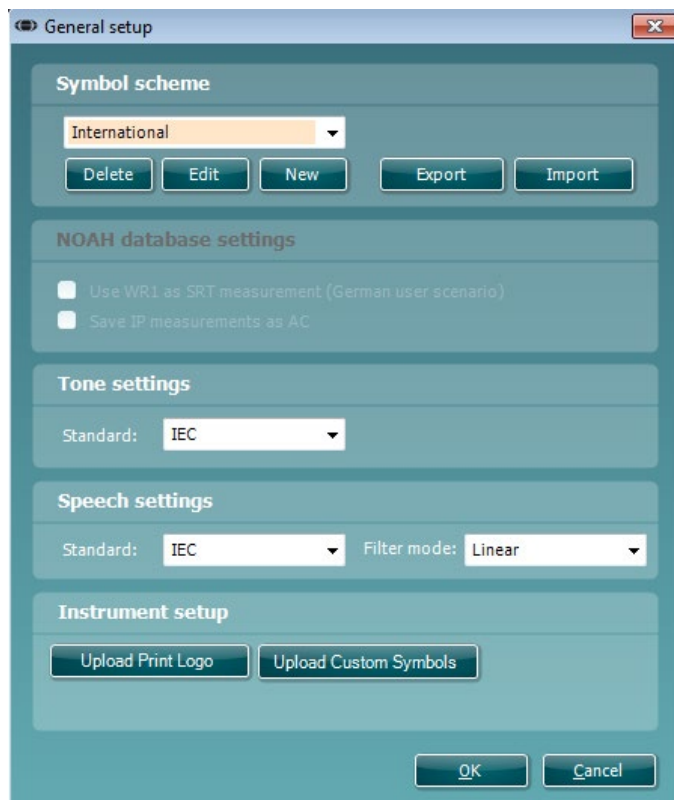 General setup
Symbol scheme
International
Delete Edit New Export Import
NOAH database settings
Use WR1 as SRT measurement (German user scenario)
Save IP measurements as AC
Tone settings
Standard: IEC
Speech settings
Standard: IEC Filter mode: Linear
Instrument setup
Upload Print Logo Upload Custom Symbols
OK Cancel